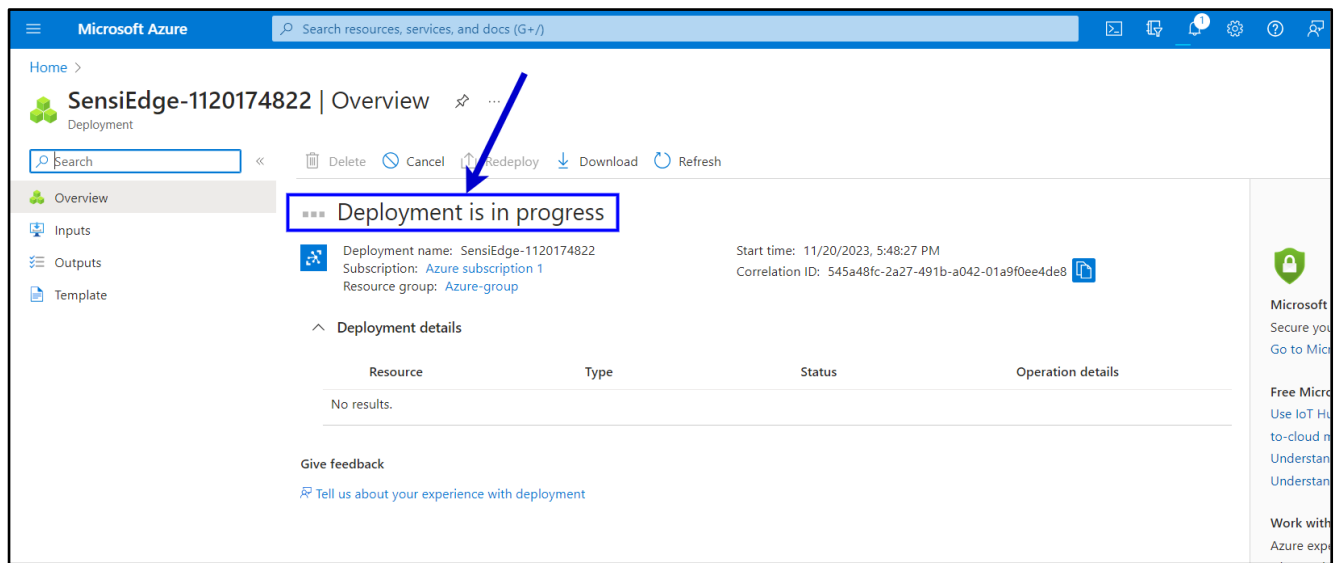 Microsoft Azure
Search resources, services, and docs (G+/)
1
Home >
SensiEdge-1120174822 | Overview ...
Deployment
Search «
Delete Cancel Redeploy Download Refresh
Overview
Inputs
Outputs
Template
Deployment is in progress
Deployment name: SensiEdge-1120174822
Subscription: Azure subscription 1
Resource group: Azure-group
Start time: 11/20/2023, 5:48:27 PM
Correlation ID: 545a48fc-2a27-491b-a042-01a9f0ee4de8
Deployment details
Resource Type Status Operation details
No results.
Give feedback
Tell us about your experience with deployment
Microsoft
Secure you
Go to Micr
Free Micro
Use IoT Hu
to-cloud m
Understan
Understan
Work with
Azure expe